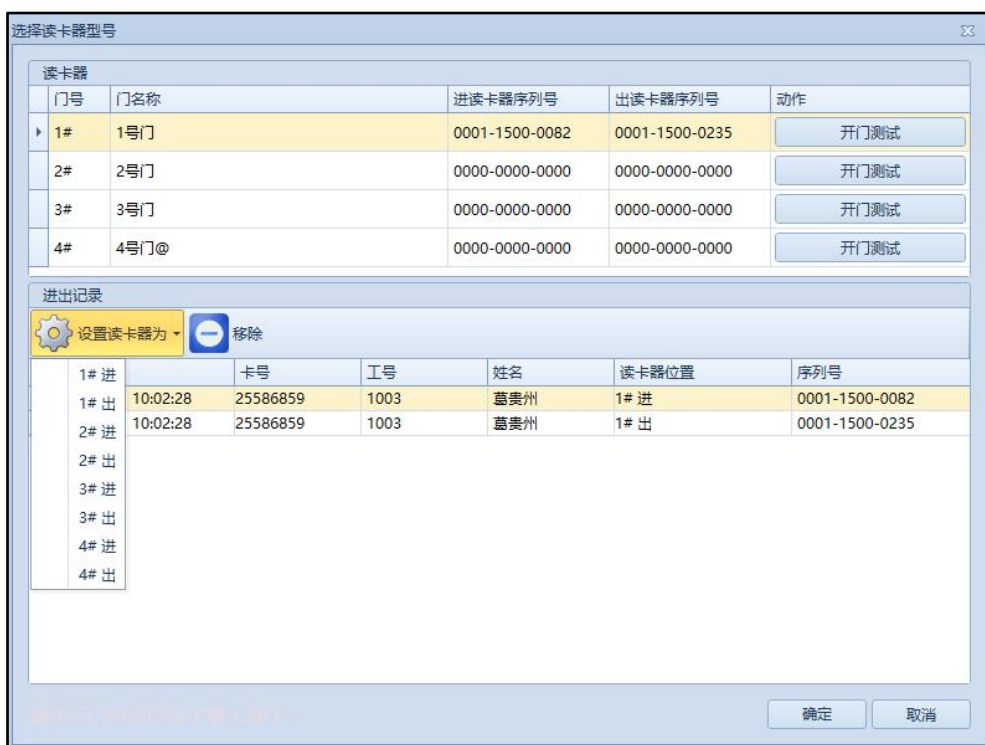 选择读卡器型号
读卡器
门号 门名称 进读卡器序列号 出读卡器序列号 动作
1# 1号门 0001-1500-0082 0001-1500-0235 开门测试
2# 2号门 0000-0000-0000 0000-0000-0000 开门测试
3# 3号门 0000-0000-0000 0000-0000-0000 开门测试
4# 4号门@ 0000-0000-0000 0000-0000-0000 开门测试
进出记录
设置读卡器为 移除
卡号 工号 姓名 读卡器位置 序列号
10:02:28 25586859 1003 葛贵州 1# 进 0001-1500-0082
10:02:28 25586859 1003 葛贵州 1# 出 0001-1500-0235
1# 进
1# 出
2# 进
2# 出
3# 进
3# 出
4# 进
4# 出
确定 取消